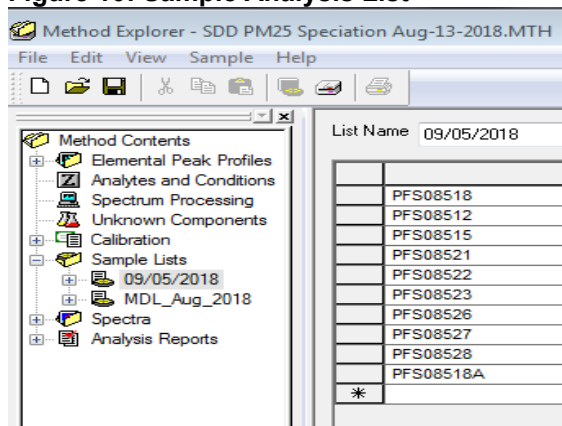 Figure 10: Sample Analysis List
Method Explorer - SDD PM25 Speciation Aug-13-2018.MTH
File Edit View Sample Help
Method Contents
Elemental Peak Profiles
Analytes and Conditions
Spectrum Processing
Unknown Components
Calibration
Sample Lists
09/05/2018
MDL_Aug_2018
Spectra
Analysis Reports
List Name 09/05/2018
PFS08518
PFS08512
PFS08515
PFS08521
PFS08522
PFS08523
PFS08526
PFS08527
PFS08528
PFS08518A